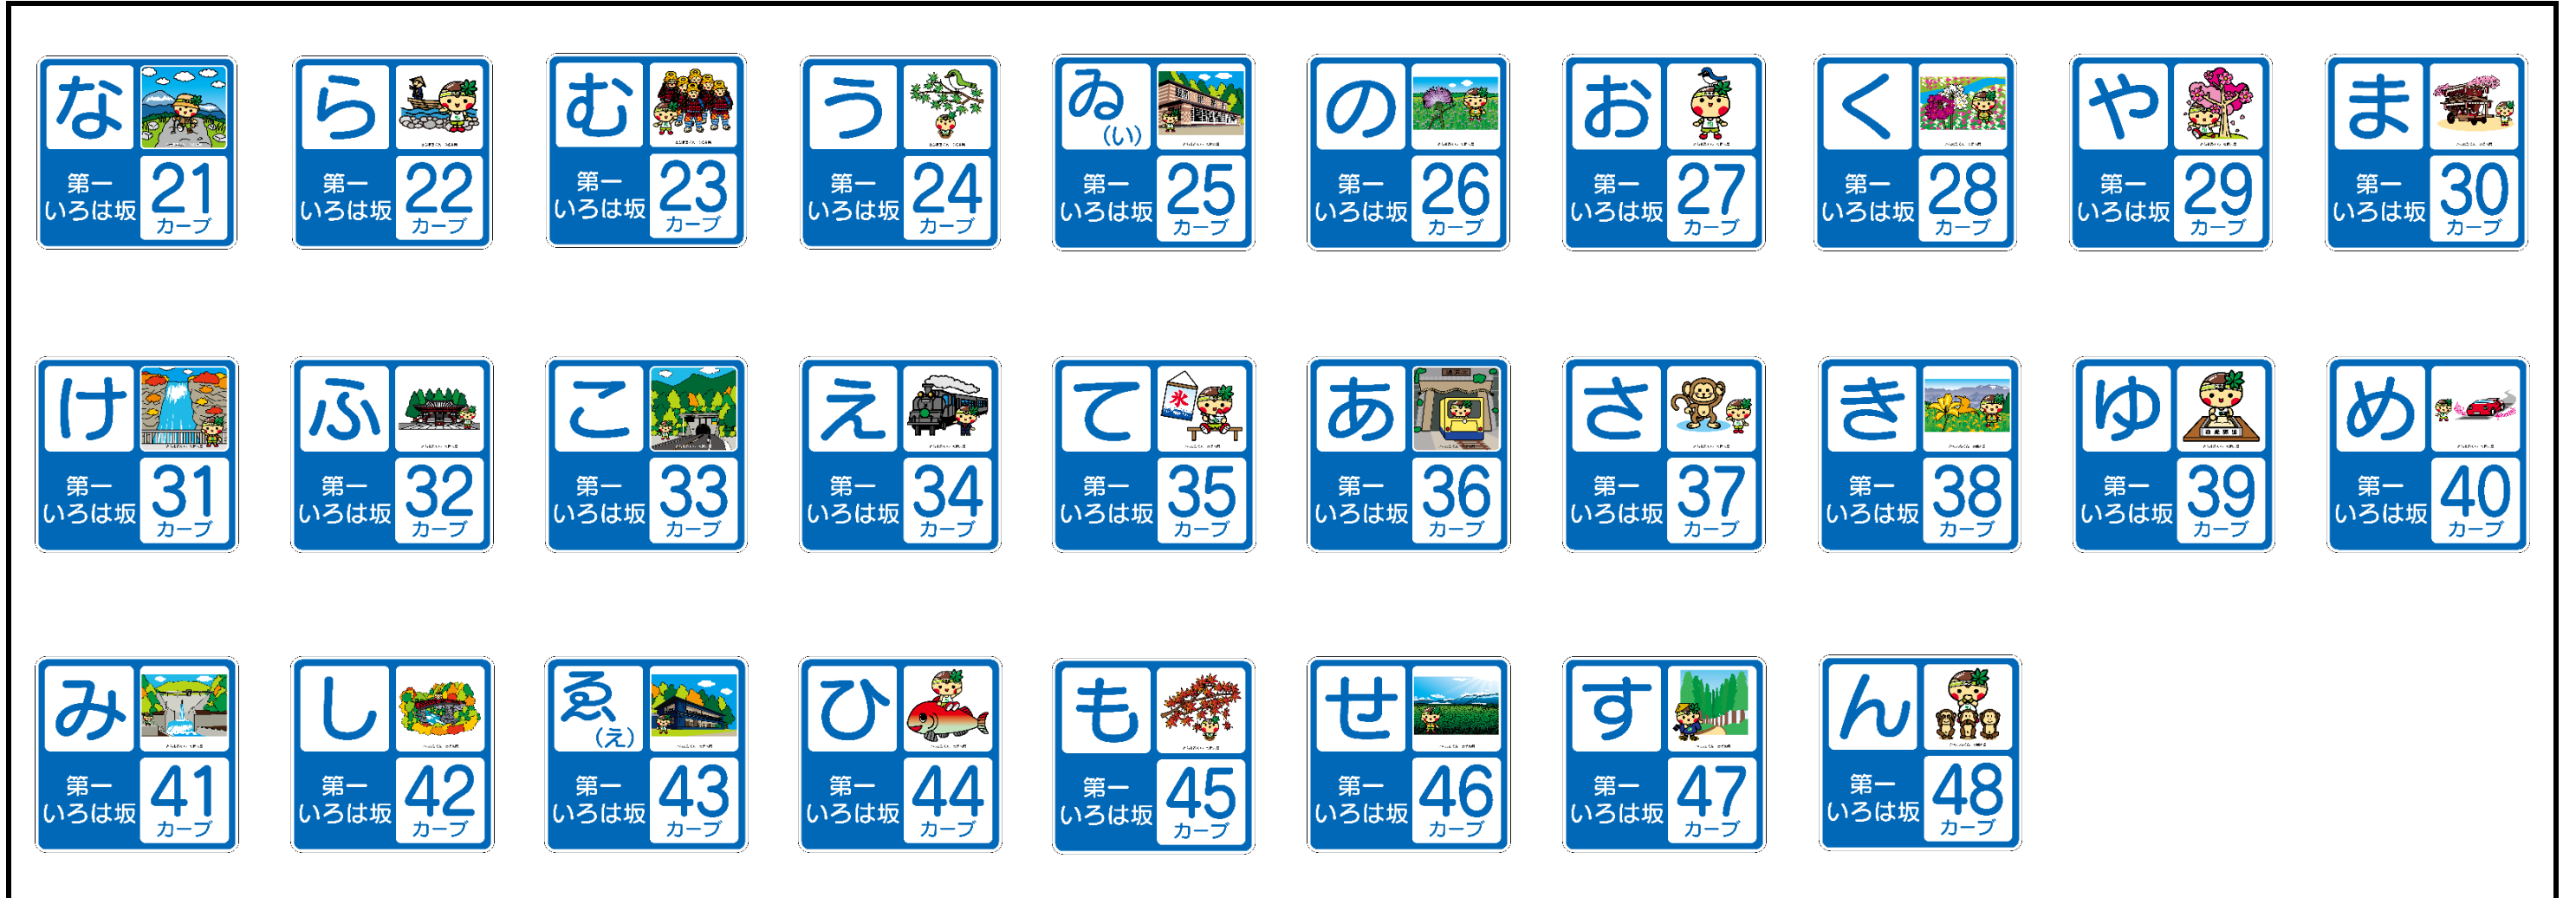 な
第一
いろは坂
21
カーブ
ら
第一
いろは坂
22
カーブ
む
第一
いろは坂
23
カーブ
う
第一
いろは坂
24
カーブ
ゐ
(い)
第一
いろは坂
25
カーブ
の
第一
いろは坂
26
カーブ
お
第一
いろは坂
27
カーブ
く
第一
いろは坂
28
カーブ
や
第一
いろは坂
29
カーブ
ま
第一
いろは坂
30
カーブ
け
第一
いろは坂
31
カーブ
ふ
第一
いろは坂
32
カーブ
こ
第一
いろは坂
33
カーブ
え
第一
いろは坂
34
カーブ
て
氷
第一
いろは坂
35
カーブ
あ
第一
いろは坂
36
カーブ
さ
第一
いろは坂
37
カーブ
き
第一
いろは坂
38
カーブ
ゆ
第一
いろは坂
39
カーブ
め
第一
いろは坂
40
カーブ
み
第一
いろは坂
41
カーブ
し
第一
いろは坂
42
カーブ
ゑ
(え)
第一
いろは坂
43
カーブ
ひ
第一
いろは坂
44
カーブ
も
第一
いろは坂
45
カーブ
せ
第一
いろは坂
46
カーブ
す
第一
いろは坂
47
カーブ
ん
第一
いろは坂
48
カーブ